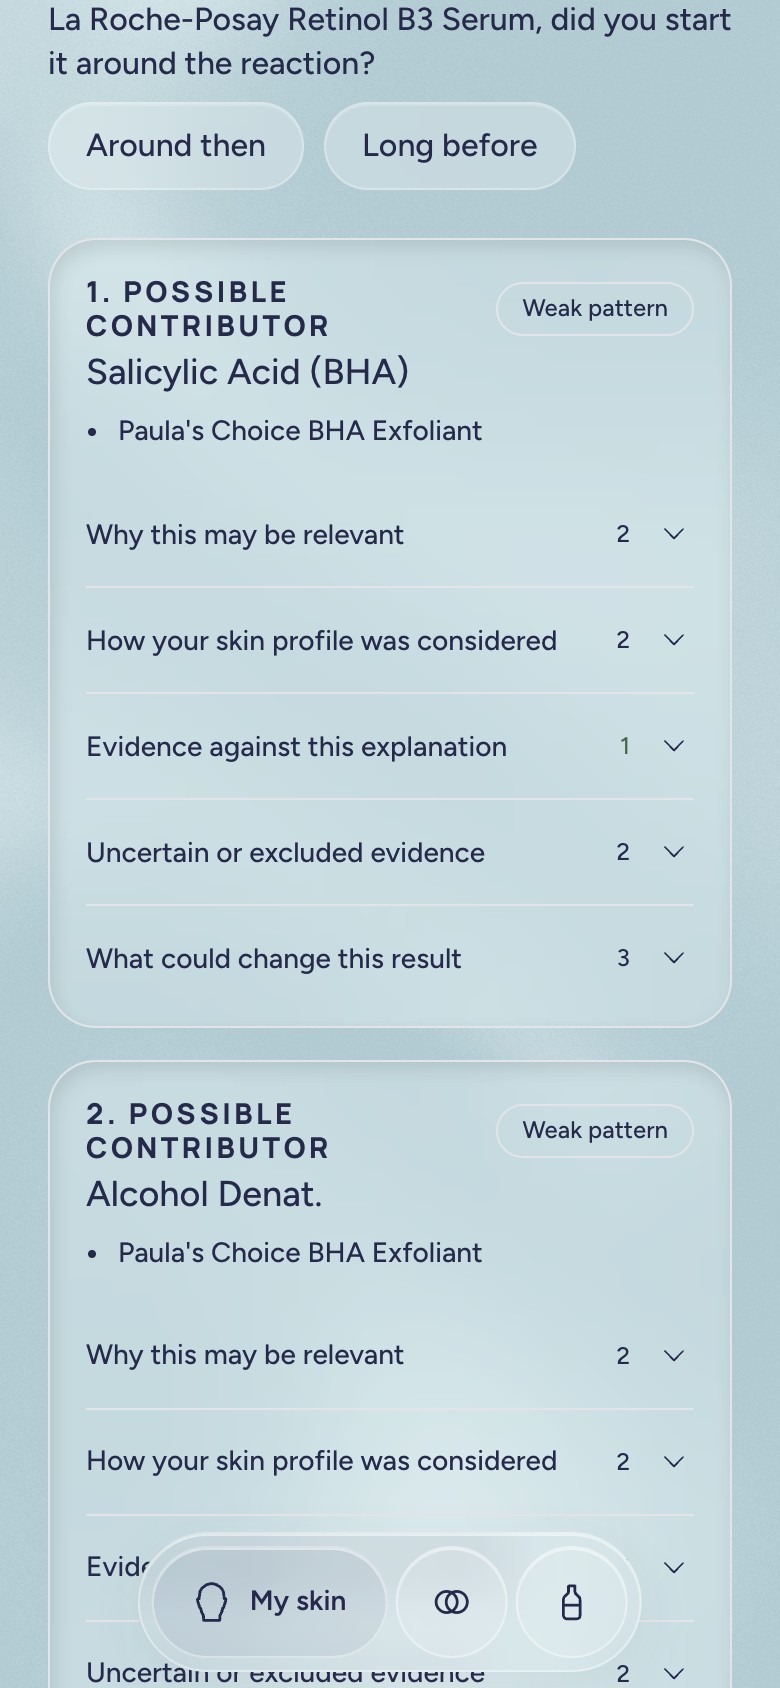 La Roche-Posay Retinol B3 Serum, did you start
it around the reaction?
Around then
Long before
1. POSSIBLE
CONTRIBUTOR
Weak pattern
Salicylic Acid (BHA)
• Paula's Choice BHA Exfoliant
Why this may be relevant 2
How your skin profile was considered 2
Evidence against this explanation 1
Uncertain or excluded evidence 2
What could change this result 3
2. POSSIBLE
CONTRIBUTOR
Weak pattern
Alcohol Denat.
• Paula's Choice BHA Exfoliant
Why this may be relevant 2
How your skin profile was considered 2
My skin
Uncertain or excluded evidence 2